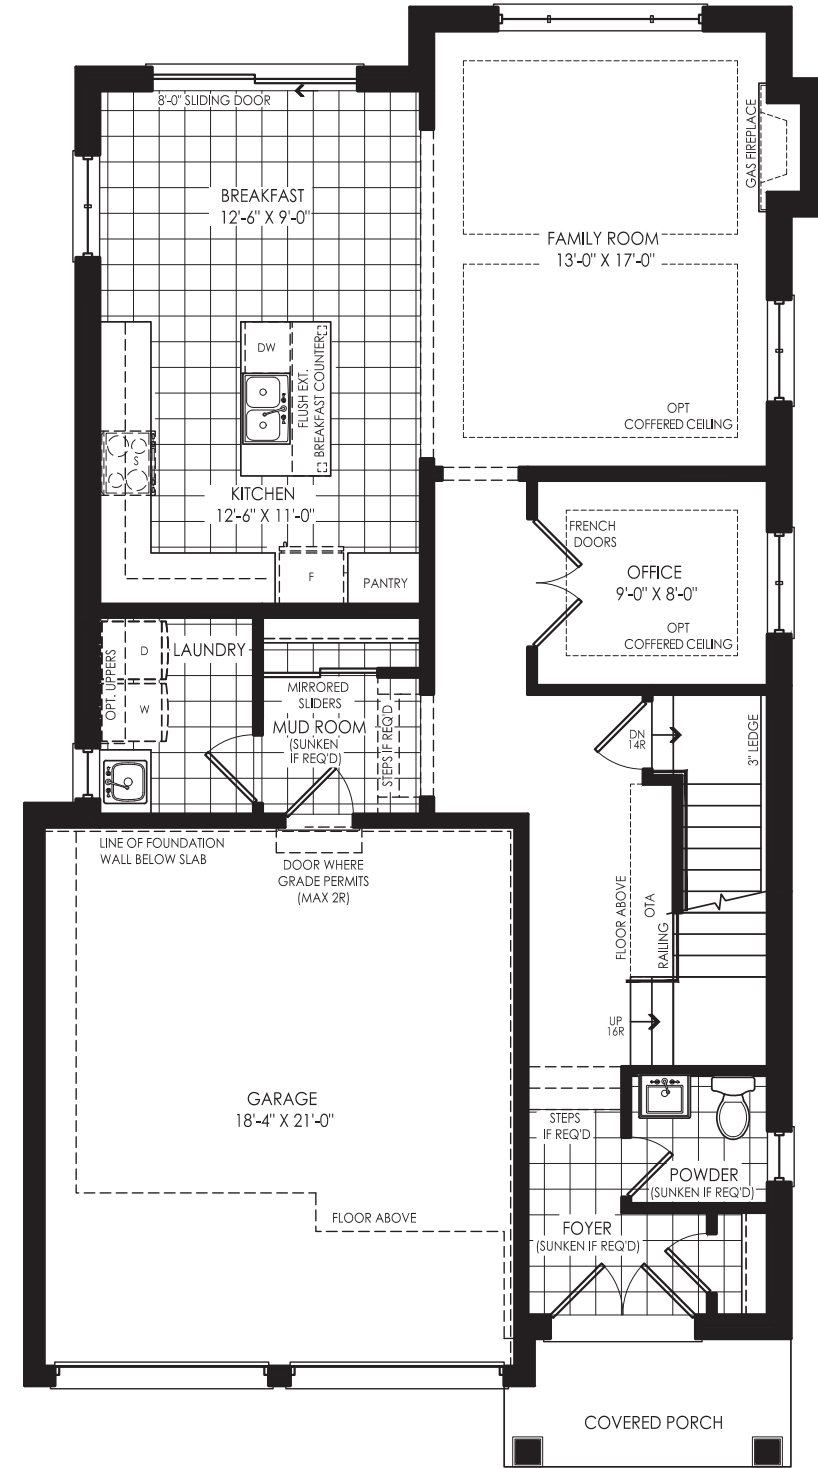 8'-0" SLIDING DOOR
BREAKFAST
12'-6" X 9'-0"
GAS FIREPLACE
FAMILY ROOM
13'-0" X 17'-0"
OPT
COFFERED CEILING
DW
FLUSH EXT.
BREAKFAST COUNTER
S
KITCHEN
12'-6" X 11'-0"
F
PANTRY
FRENCH
DOORS
OFFICE
9'-0" X 8'-0"
OPT
COFFERED CEILING
OPT. UPPERS
D
W
LAUNDRY
MIRRORED
SLIDERS
MUD ROOM
(SUNKEN
IF REQ'D)
STEPS IF REQ'D
DN
14R
3" LEDGE
LINE OF FOUNDATION
WALL BELOW SLAB
DOOR WHERE
GRADE PERMITS
(MAX 2R)
FLOOR ABOVE
OTA
RAILING
UP
16R
GARAGE
18'-4" X 21'-0"
FLOOR ABOVE
STEPS
IF REQ'D
POWDER
(SUNKEN IF REQ'D)
FOYER
(SUNKEN IF REQ'D)
COVERED PORCH